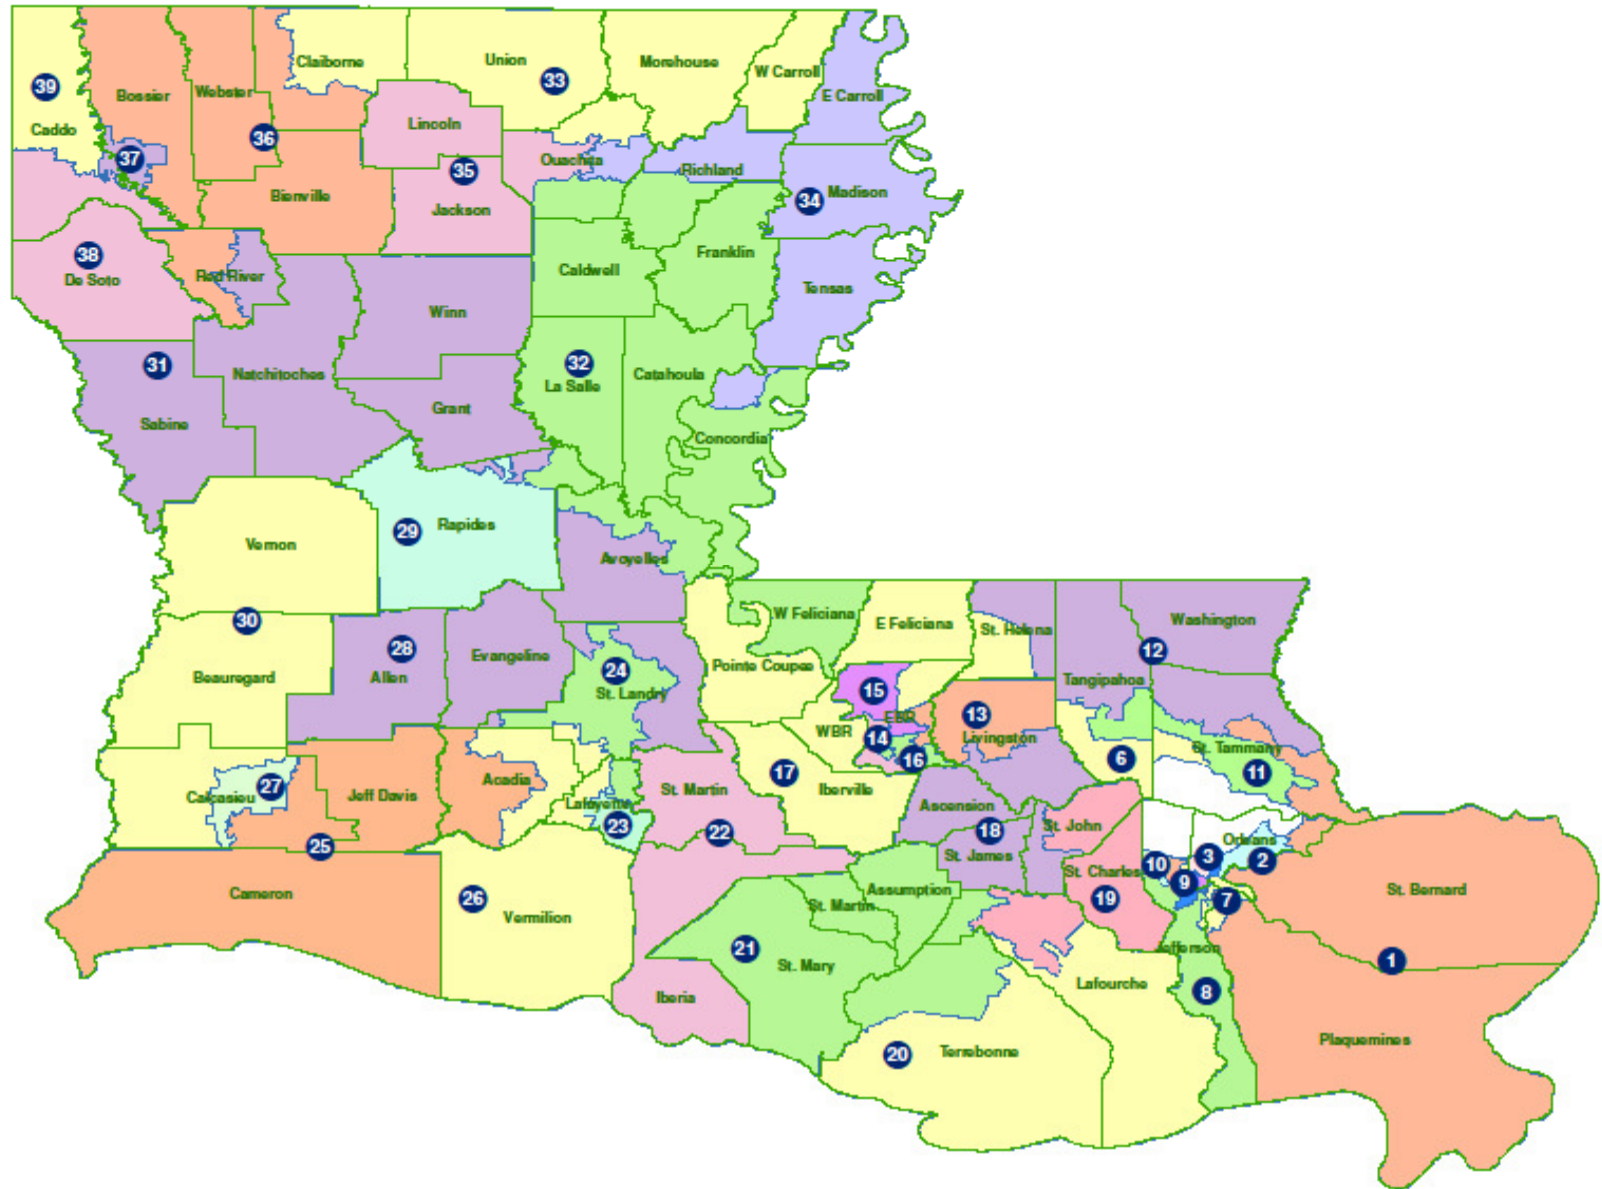 Claiborne
Union
Morehouse
W Carroll
33
39
Bossier
Webster
E Carroll
Caddo
36
Lincoln
37
Ouachita
Richland
35
34
Madison
Bienville
Jackson
38
De Soto
Red River
Caldwell
Franklin
Tensas
Winn
31
32
Natchitoches
La Salle
Catahoula
Sabine
Grant
Concordia
29
Rapides
Vernon
Avoyelles
30
W Feliciana
E Feliciana
St. Helena
Washington
28
Evangeline
12
Beauregard
Allen
24
St. Landry
Pointe Coupee
Tangipahoa
15
EBR
13
WBR
14
Livingston
16
6
St. Tammany
11
27
Calcasieu
Jeff Davis
Acadia
St. Martin
17
Iberville
Lafayette
23
22
Ascension
18
St. John
25
St. James
Orleans
10
3
2
St. Charles
9
Cameron
26
Vermilion
Assumption
St. Martin
19
7
St. Bernard
21
St. Mary
Jefferson
1
Iberia
Lafourche
8
20
Terrebonne
Plaquemines